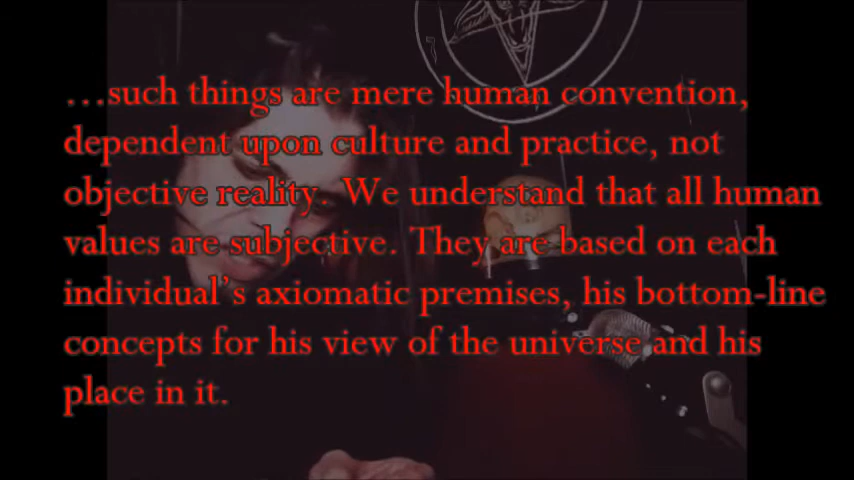 …such things are mere human convention,
dependent upon culture and practice, not
objective reality. We understand that all human
values are subjective. They are based on each
individual’s axiomatic premises, his bottom-line
concepts for his view of the universe and his
place in it.